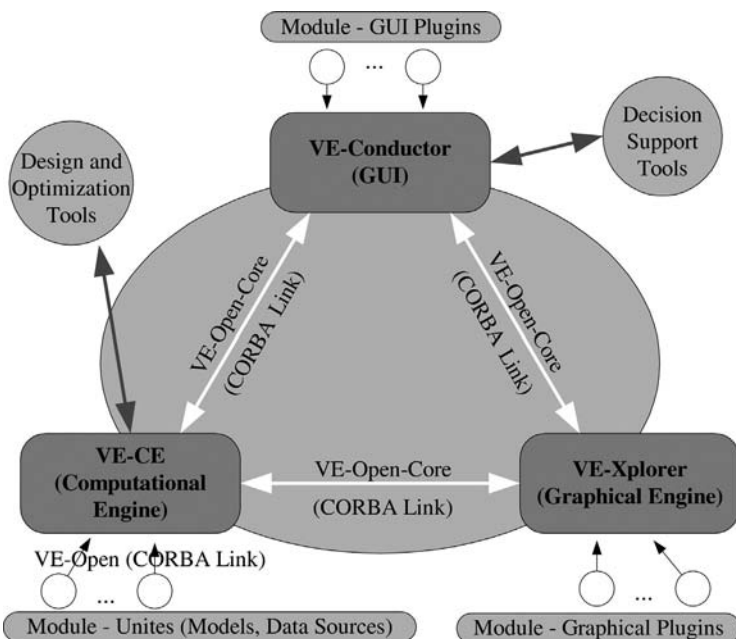 Module - GUI Plugins
...
VE-Conductor
(GUI)
Decision
Support
Tools
Design and
Optimization
Tools
VE-Open-Core
(CORBA Link)
VE-Open-Core
(CORBA Link)
VE-CE
(Computational
Engine)
VE-Open-Core
(CORBA Link)
VE-Xplorer
(Graphical Engine)
VE-Open (CORBA Link)
...
...
Module - Unites (Models, Data Sources)
Module - Graphical Plugins